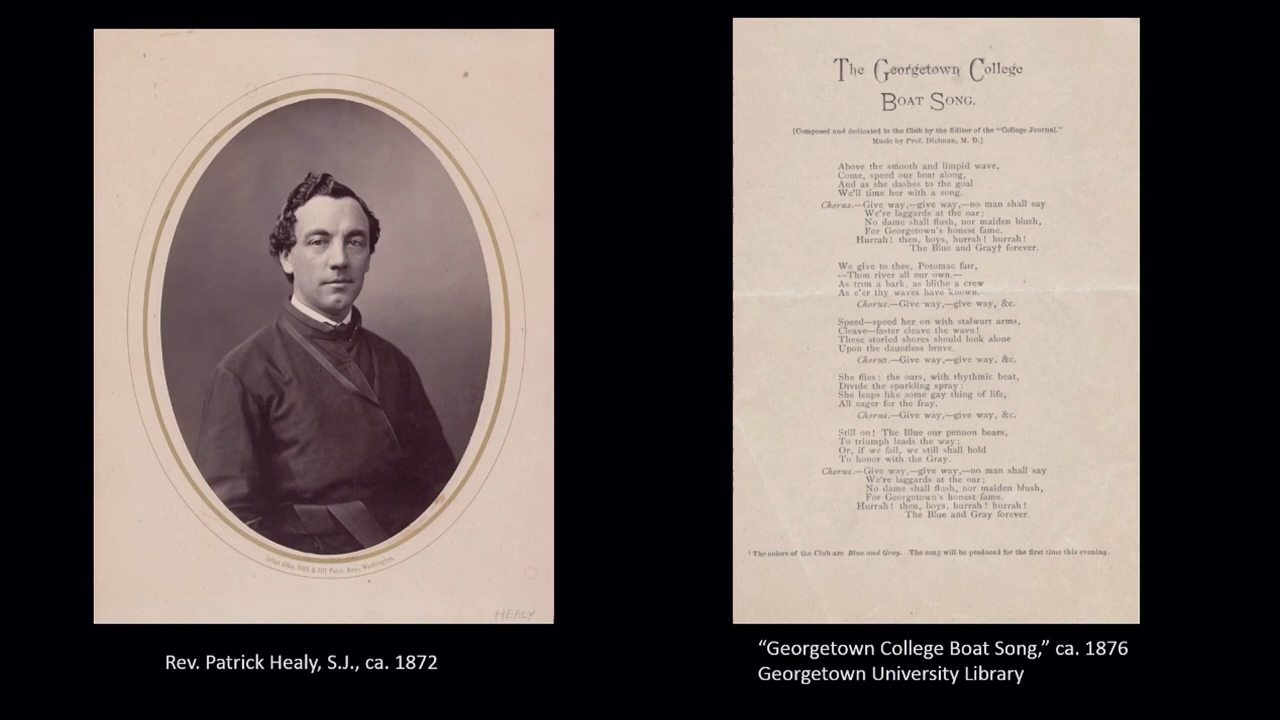 Julius Ulke, 1109 & 1111 Penn. Ave., Washington.
HEALY
Rev. Patrick Healy, S.J., ca. 1872
The Georgetown College
BOAT SONG.
[Composed and dedicated to the Club by the Editor of the "College Journal."
Music by Prof. Dielman, M. D.]
Above the smooth and limpid wave,
Come, speed our boat along,
And as she dashes to the goal
We'll time her with a song.
Chorus.—Give way,—give way,—no man shall say
We're laggards at the oar;
No dame shall flush, nor maiden blush,
For Georgetown's honest fame.
Hurrah! then, boys, hurrah! hurrah!
The Blue and Gray† forever.
We give to thee, Potomac fair,
—Thou river all our own.—
As trim a bark, as blithe a crew
As e'er thy waves have known.
Chorus.—Give way,—give way, &c.
Speed—speed her on with stalwart arms,
Cleave—faster cleave the wave!
These storied shores should look alone
Upon the dauntless brave.
Chorus.—Give way,—give way, &c.
She flies: the oars, with rhythmic beat,
Divide the sparkling spray:
She leaps like some gay thing of life,
All eager for the fray.
Chorus.—Give way,—give way, &c.
Still on! The Blue our pennon bears,
To triumph leads the way;
Or, if we fail, we still shall hold
To honor with the Gray.
Chorus.—Give way,—give way,—no man shall say
We're laggards at the oar;
No dame shall flush, nor maiden blush,
For Georgetown's honest fame.
Hurrah! then, boys, hurrah! hurrah!
The Blue and Gray forever.
† The colors of the Club are Blue and Gray. The song will be produced for the first time this evening.
“Georgetown College Boat Song,” ca. 1876
Georgetown University Library